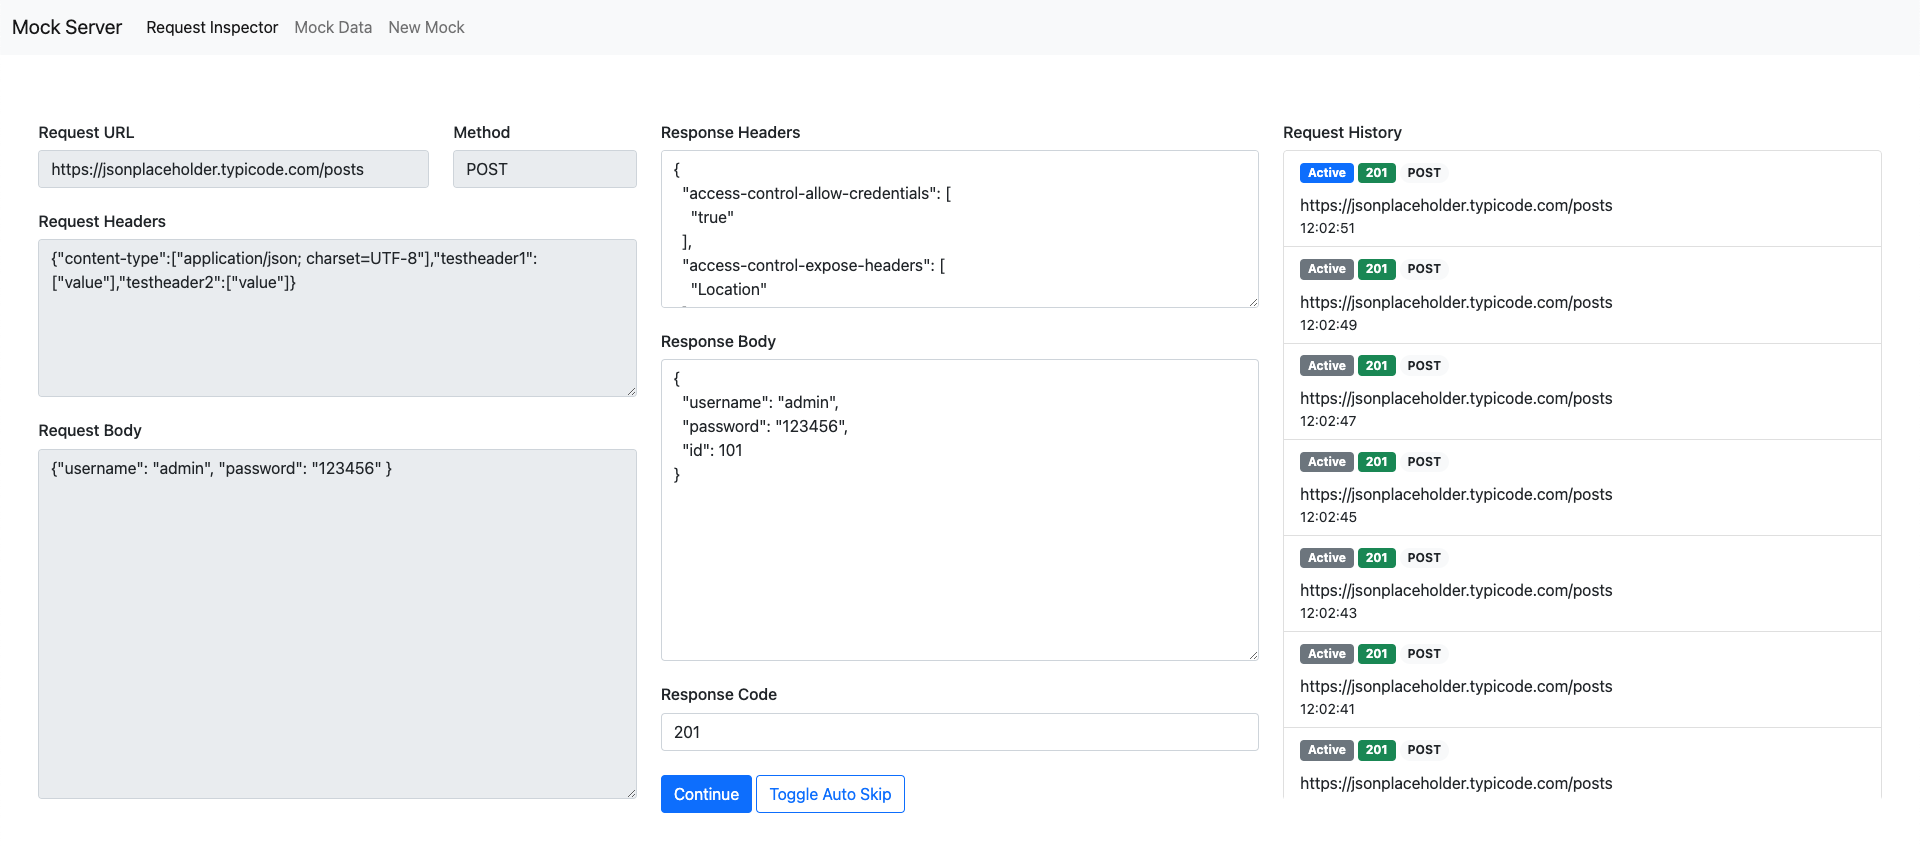 Mock Server Request Inspector Mock Data New Mock
Request URL
https://jsonplaceholder.typicode.com/posts
Method
POST
Request Headers
{"content-type":["application/json; charset=UTF-8"],"testheader1":
["value"],"testheader2":["value"]}
Request Body
{"username": "admin", "password": "123456" }
Response Headers
{
"access-control-allow-credentials": [
"true"
],
"access-control-expose-headers": [
"Location"
Response Body
{
"username": "admin",
"password": "123456",
"id": 101
}
Response Code
201
Continue Toggle Auto Skip
Request History
Active 201 POST
https://jsonplaceholder.typicode.com/posts
12:02:51
Active 201 POST
https://jsonplaceholder.typicode.com/posts
12:02:49
Active 201 POST
https://jsonplaceholder.typicode.com/posts
12:02:47
Active 201 POST
https://jsonplaceholder.typicode.com/posts
12:02:45
Active 201 POST
https://jsonplaceholder.typicode.com/posts
12:02:43
Active 201 POST
https://jsonplaceholder.typicode.com/posts
12:02:41
Active 201 POST
https://jsonplaceholder.typicode.com/posts